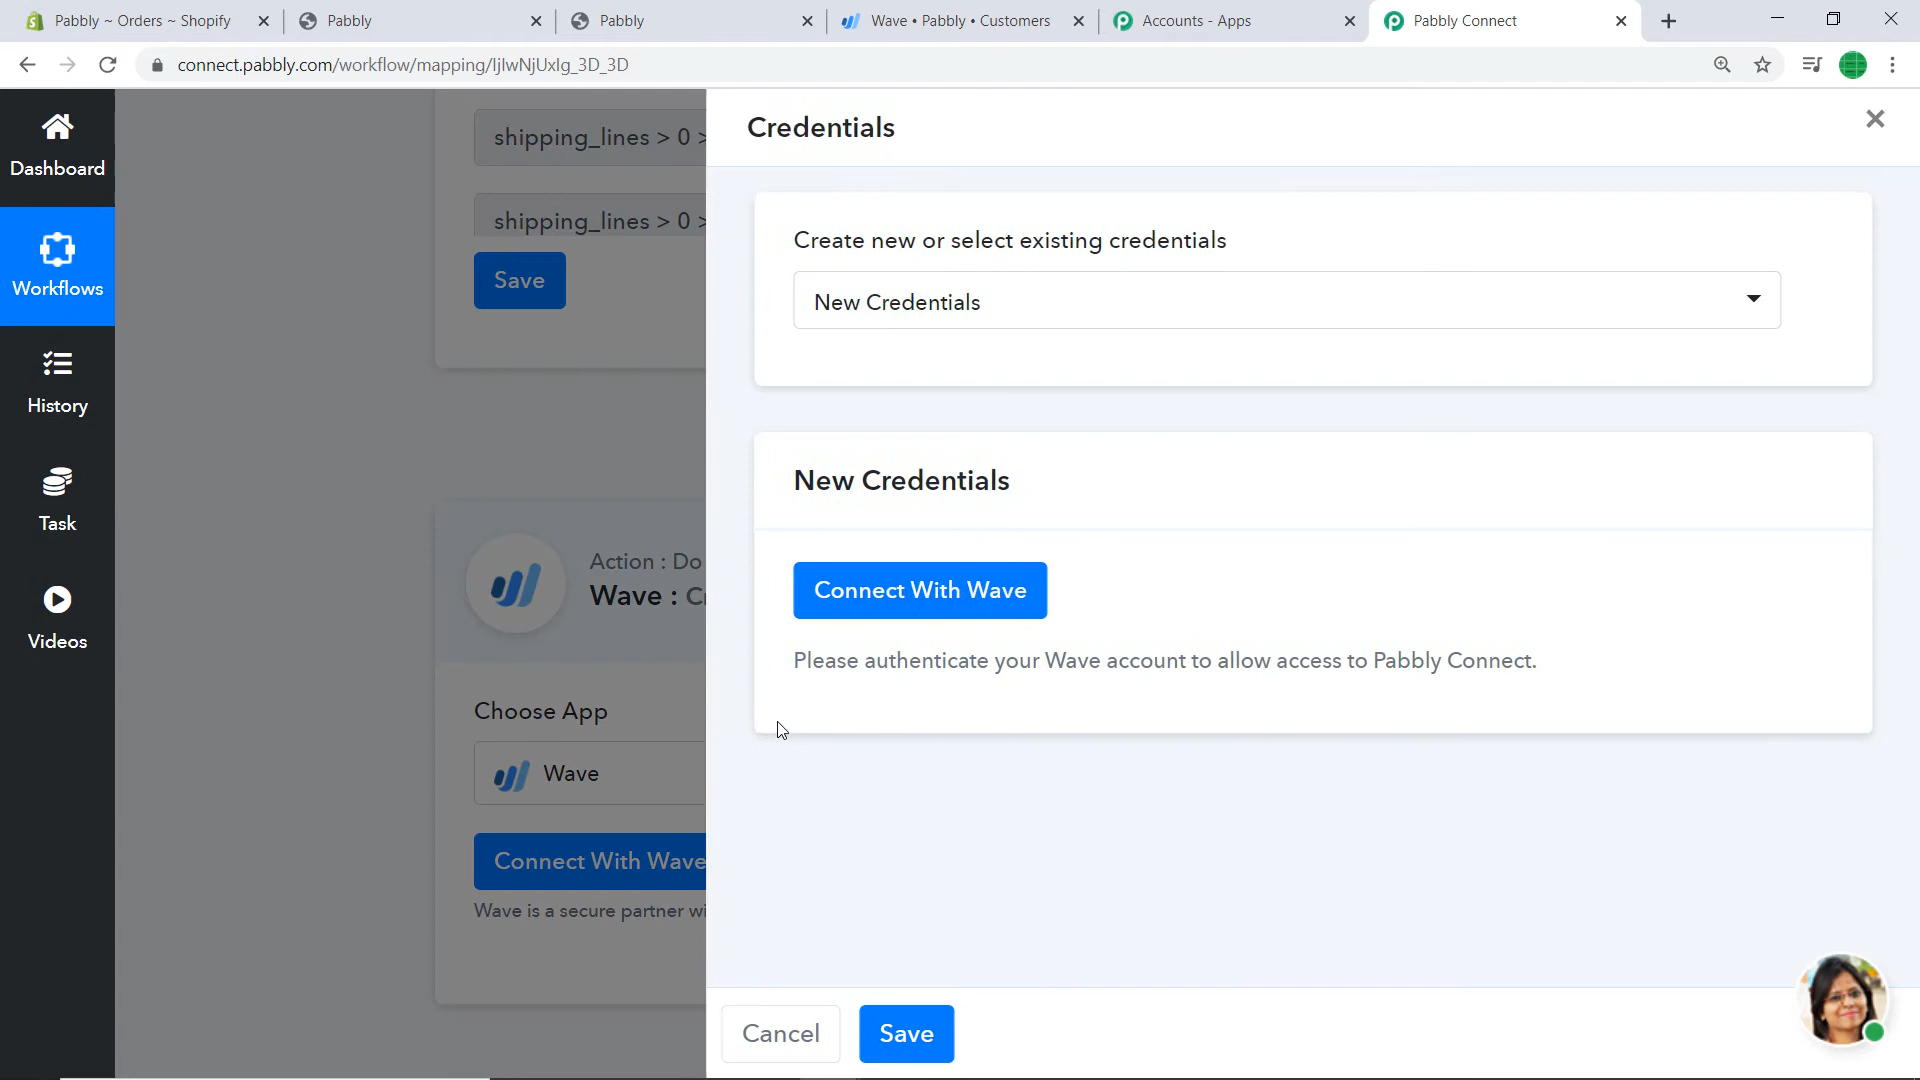 Pabbly ~ Orders ~ Shopify
Pabbly
Pabbly
Wave • Pabbly • Customers
Accounts - Apps
Pabbly Connect
connect.pabbly.com/workflow/mapping/IjIwNjUxIg_3D_3D
Dashboard
Workflows
History
Task
Videos
shipping_lines > 0 >
shipping_lines > 0 >
Save
Action : Do
Wave :
Choose App
Wave
Connect With Wave
Wave is a secure partner
Credentials
Create new or select existing credentials
New Credentials
New Credentials
Connect With Wave
Please authenticate your Wave account to allow access to Pabbly Connect.
Cancel
Save